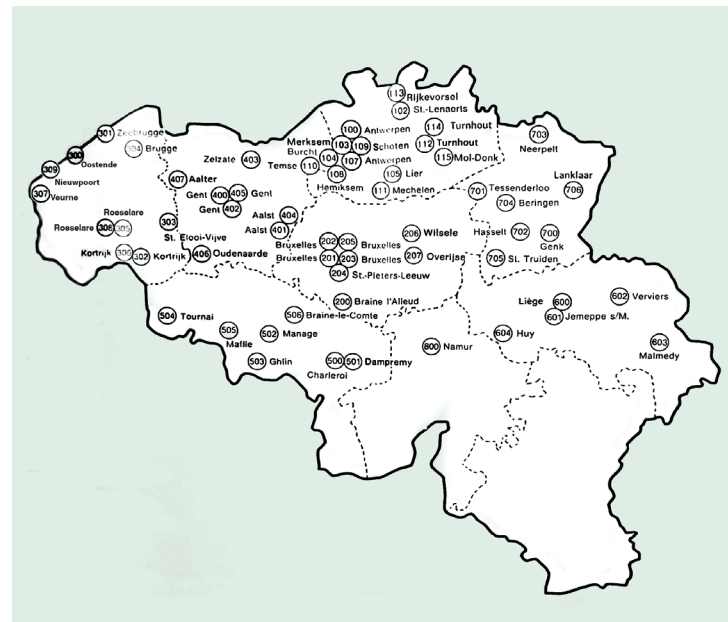 113 Rijkevorsel
102 St.-Lenaarts
301 Zeebrugge
304 Brugge
100 Antwerpen
114 Turnhout
703
Neerpelt
Merksem 103 109 Schoten
112 Turnhout
300
Oostende
Zelzate 403
Burcht 104
107 Antwerpen
115 Mol-Donk
Temse 110
108
Hemiksem
105 Lier
309
Nieuwpoort
407 Aalter
Lanklaar
706
307
Veurne
Gent 400 405 Gent
Gent 402
111 Mechelen
701 Tessenderloo
704 Beringen
Roeselare
Roeselare 308 305
303
St. Elooi-Vijve
Aalst 404
Aalst 401
206 Wilsele
Hasselt 702
700
Genk
Bruxelles 202 205 Bruxelles
Bruxelles 201 203 Bruxelles
204 St.-Pieters-Leeuw
207 Overijse
705 St. Truiden
Kortrijk 306 302 Kortrijk
406 Oudenaarde
200 Braine l'Alleud
Liège 600
602 Verviers
504 Tournai
506 Braine-le-Comte
601 Jemeppe s/M.
505
Maffle
502 Manage
604 Huy
603
Malmedy
503 Ghlin
500 501 Dampremy
Charleroi
800 Namur